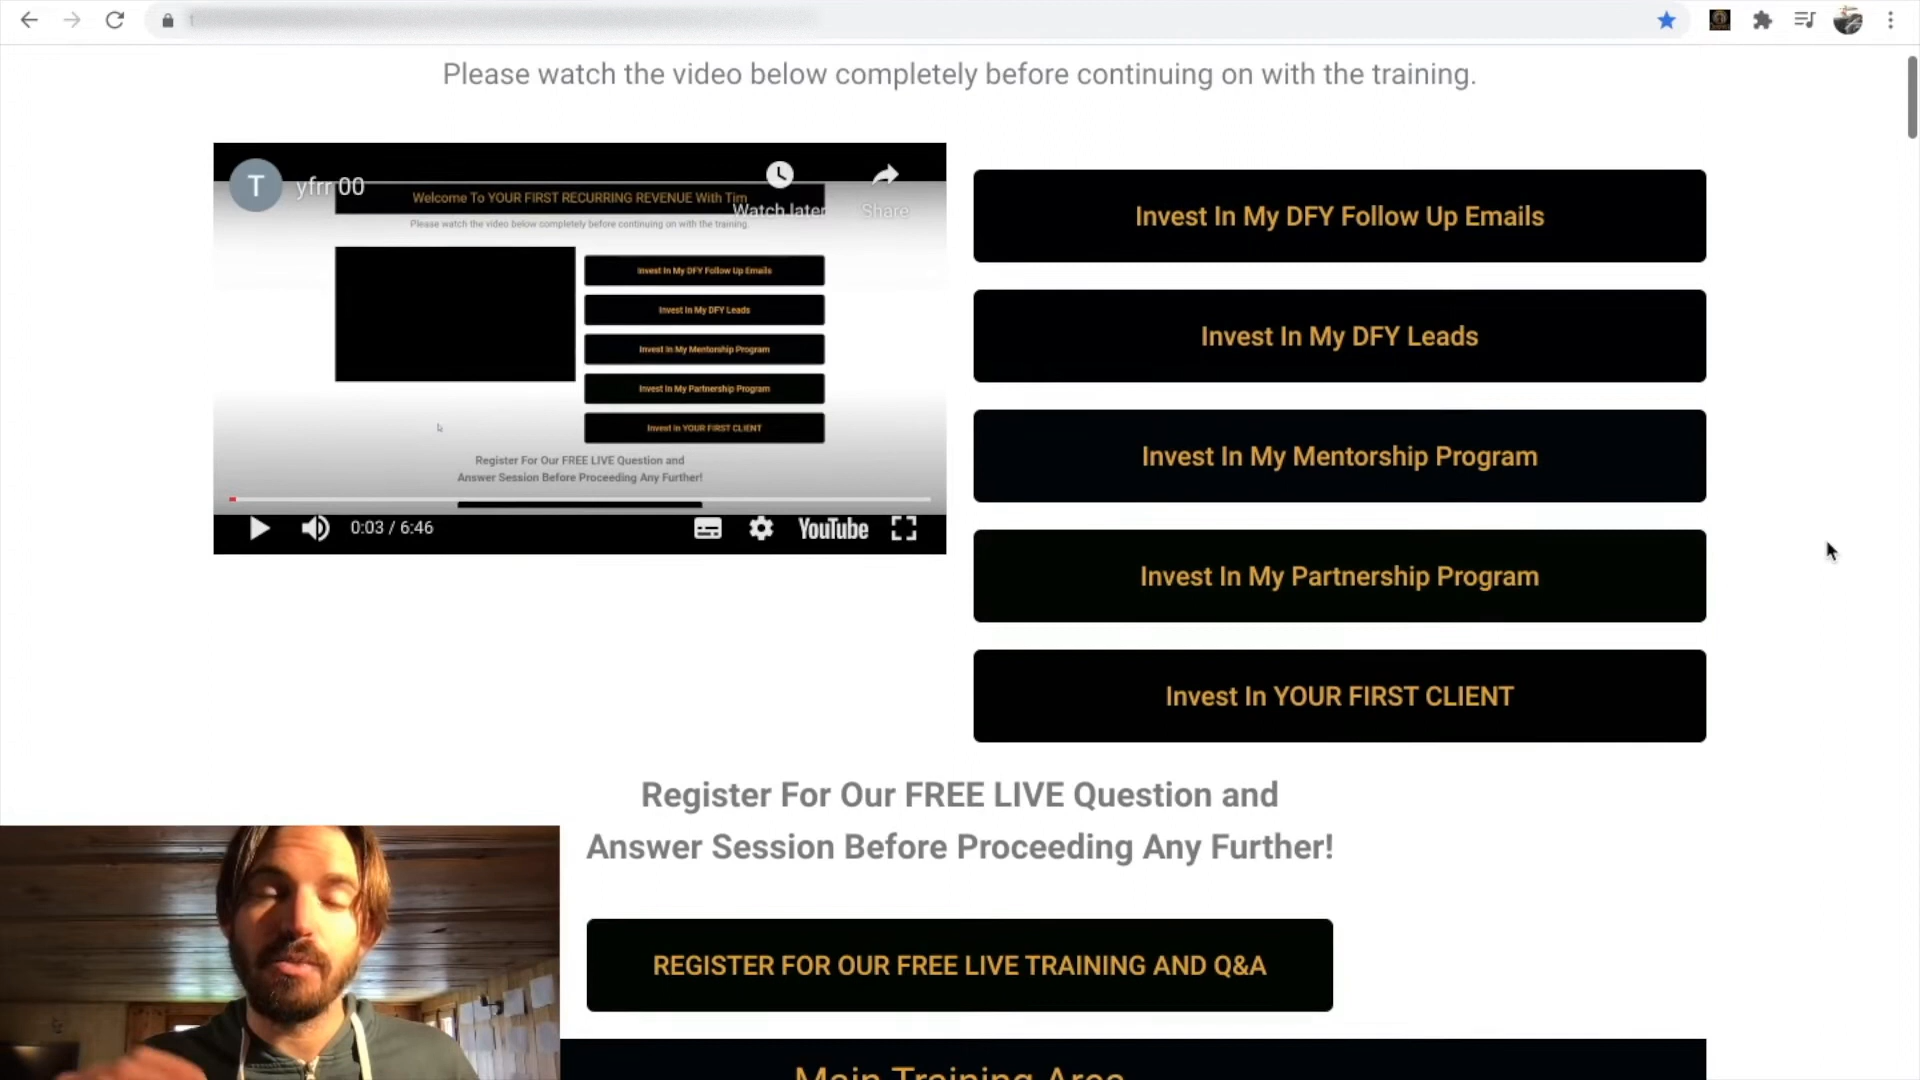 Please watch the video below completely before continuing on with the training.
T
yfrr 00
Watch later
Share
Welcome To YOUR FIRST RECURRING REVENUE With Tim
Please watch the video below completely before continuing on with the training.
Invest In My DFY Follow Up Emails
Invest In My DFY Leads
Invest In My Mentorship Program
Invest In My Partnership Program
Invest in YOUR FIRST CLIENT
Register For Our FREE LIVE Question and
Answer Session Before Proceeding Any Further!
0:03 / 6:46
YouTube
Invest In My DFY Follow Up Emails
Invest In My DFY Leads
Invest In My Mentorship Program
Invest In My Partnership Program
Invest In YOUR FIRST CLIENT
Register For Our FREE LIVE Question and
Answer Session Before Proceeding Any Further!
REGISTER FOR OUR FREE LIVE TRAINING AND Q&A
Main Training Area